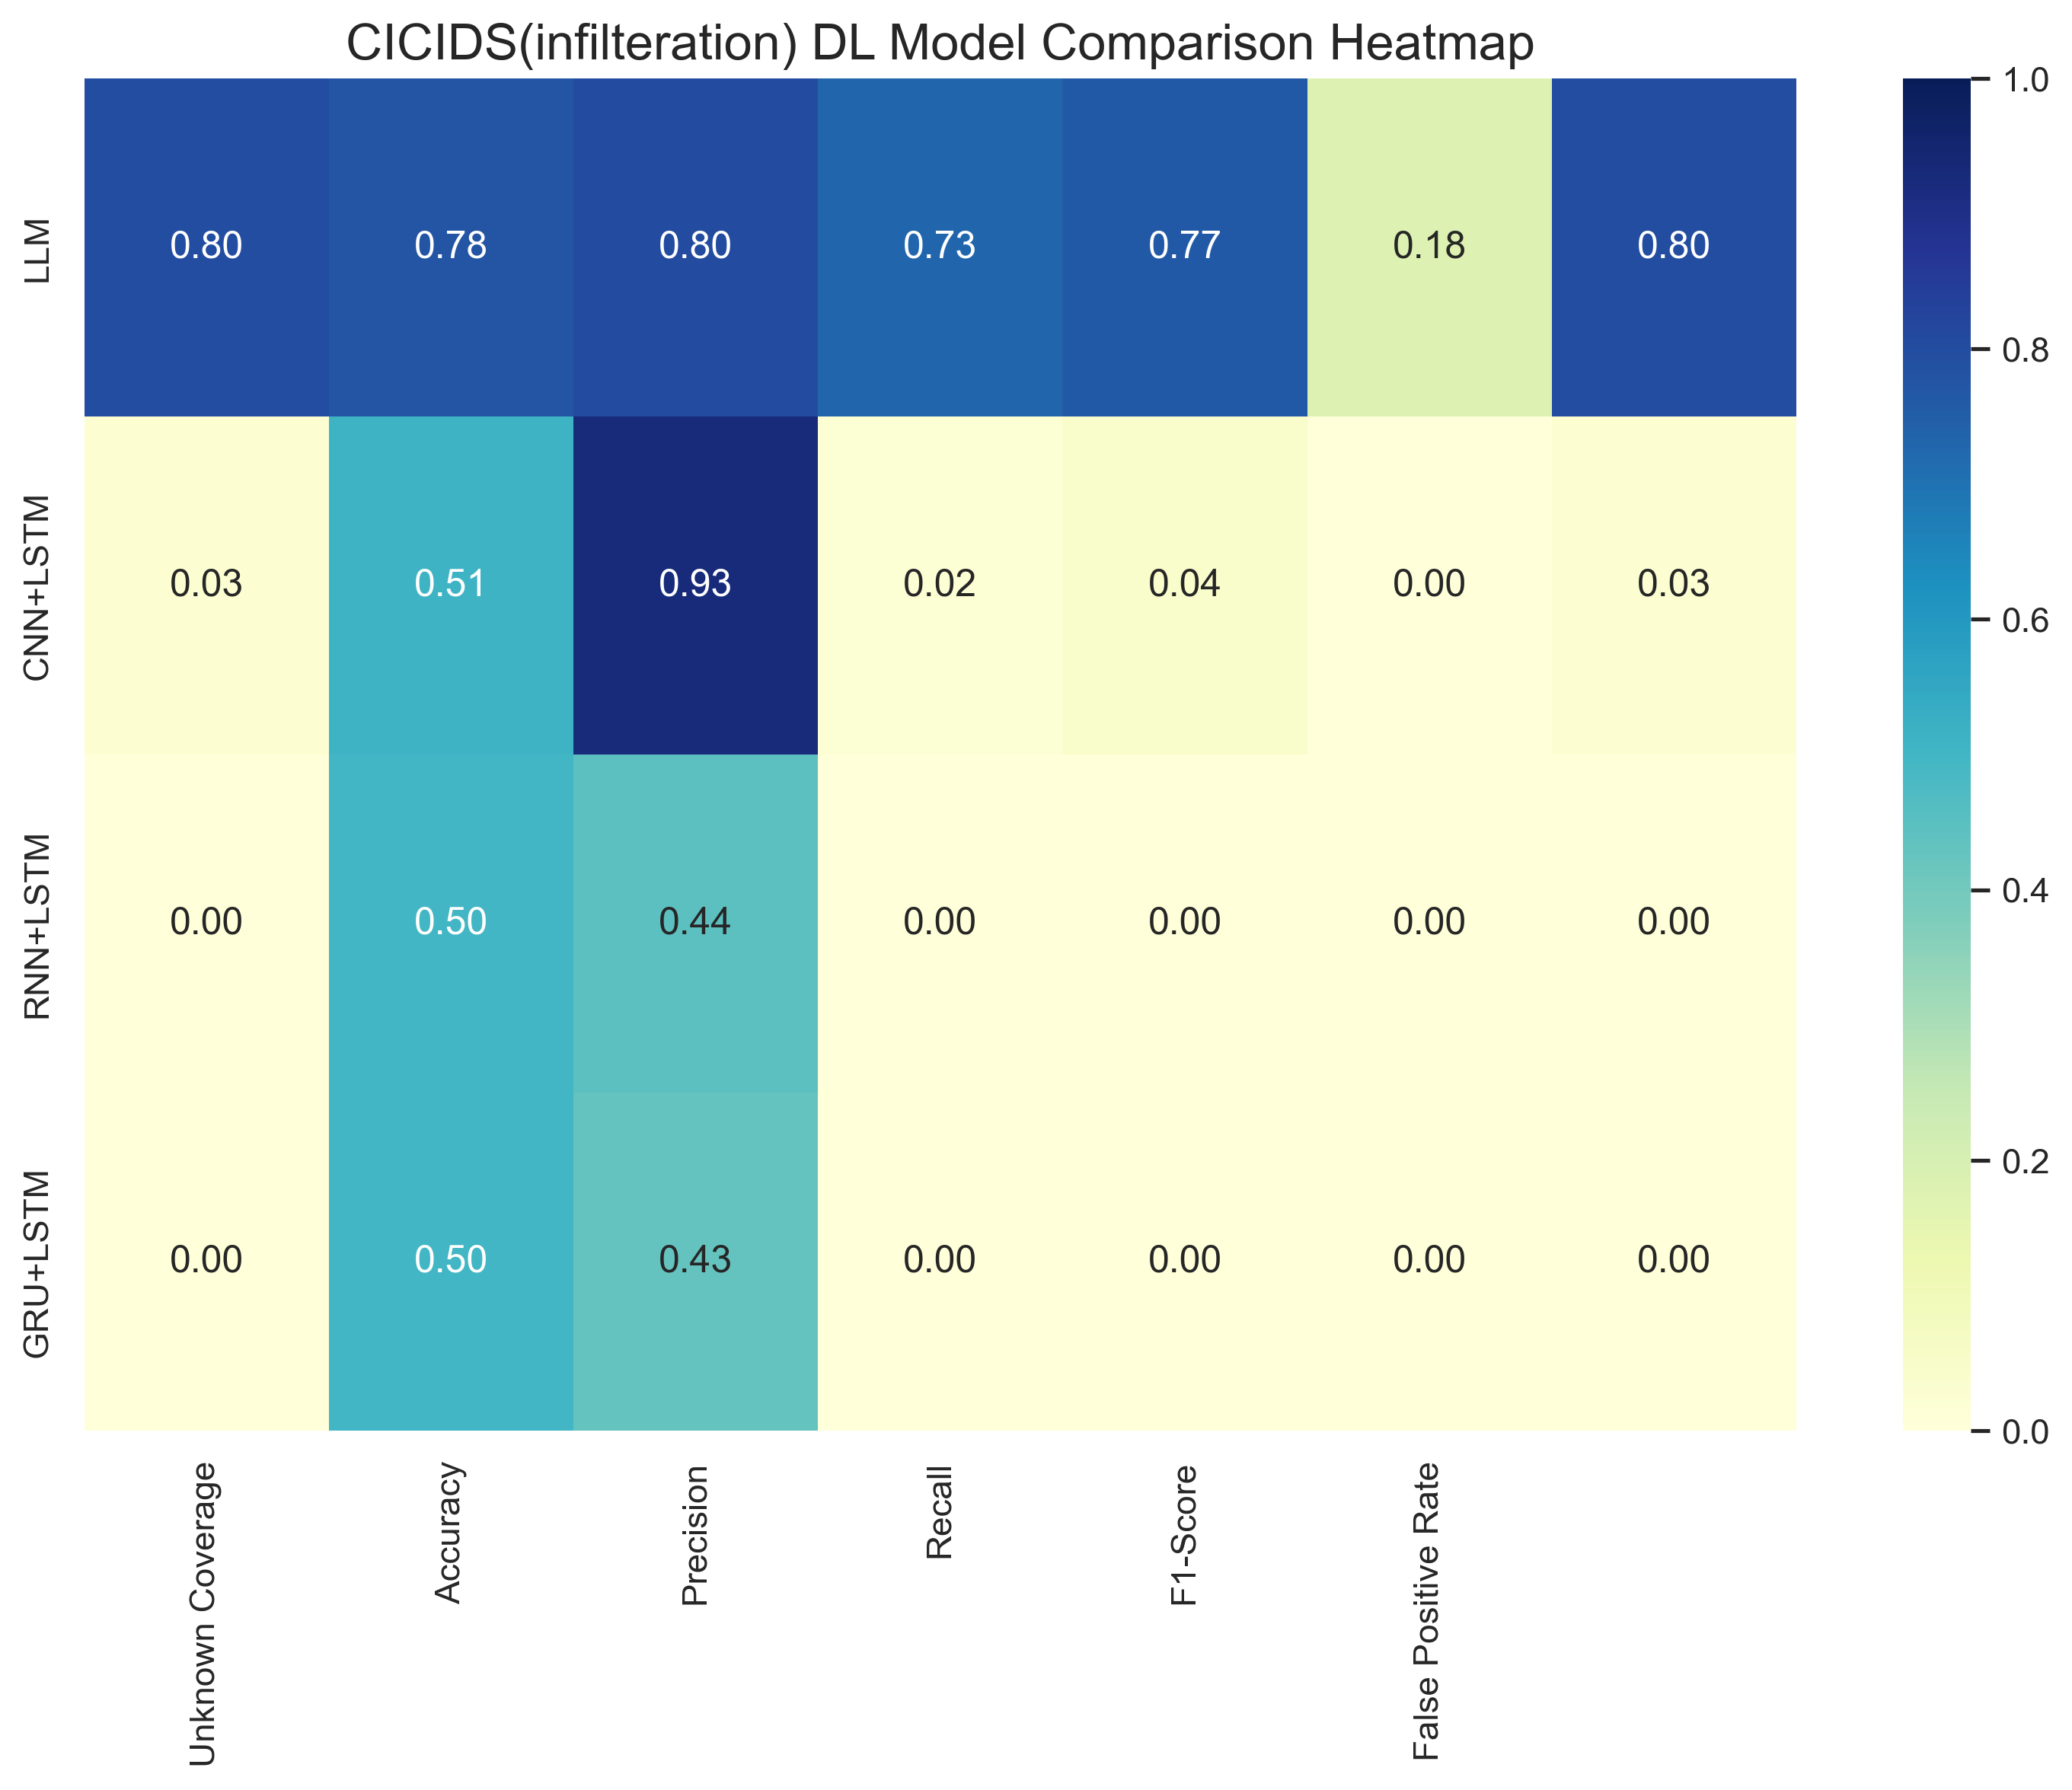 CICIDS(infilteration) DL Model Comparison Heatmap
LLM 0.80 0.78 0.80 0.73 0.77 0.18 0.80
CNN+LSTM 0.03 0.51 0.93 0.02 0.04 0.00 0.03
RNN+LSTM 0.00 0.50 0.44 0.00 0.00 0.00 0.00
GRU+LSTM 0.00 0.50 0.43 0.00 0.00 0.00 0.00
Unknown Coverage
Accuracy
Precision
Recall
F1-Score
False Positive Rate
1.0
0.8
0.6
0.4
0.2
0.0